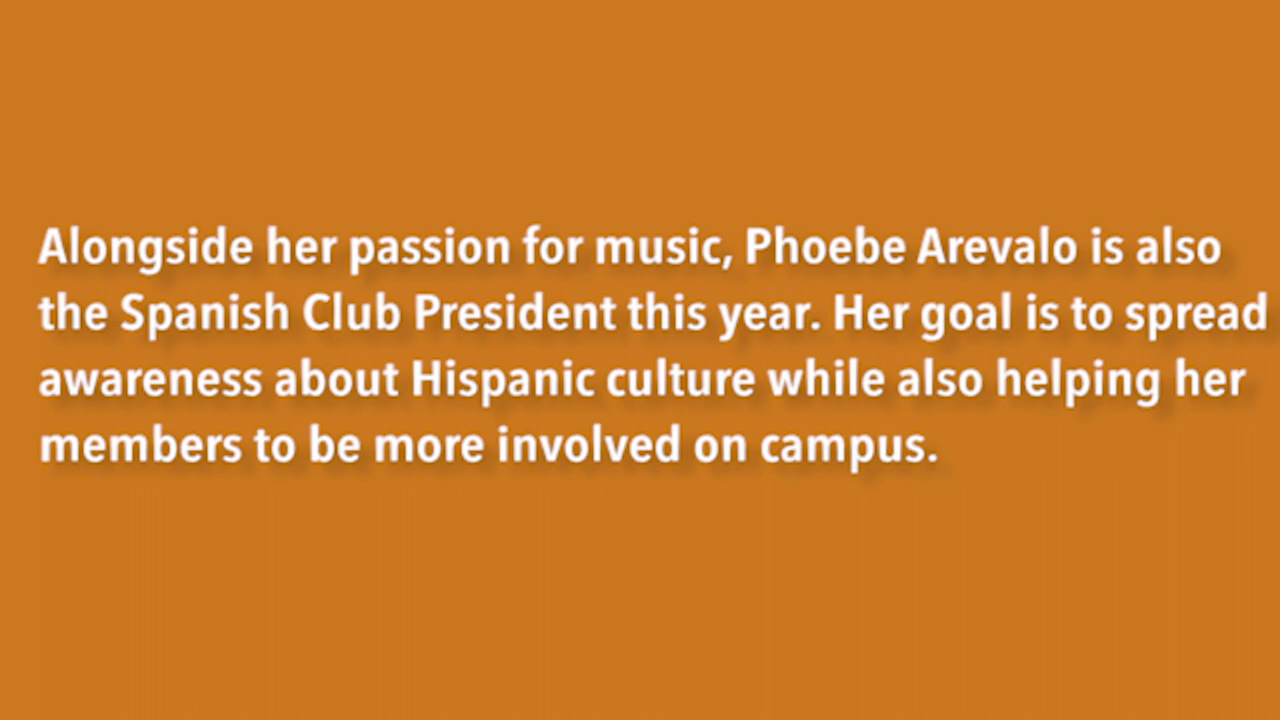 Alongside her passion for music, Phoebe Arevalo is also
the Spanish Club President this year. Her goal is to spread
awareness about Hispanic culture while also helping her
members to be more involved on campus.